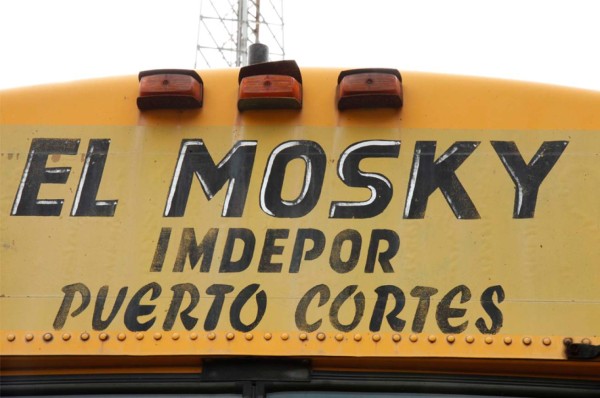 EL MOSKY
IMDEPOR
PUERTO CORTES